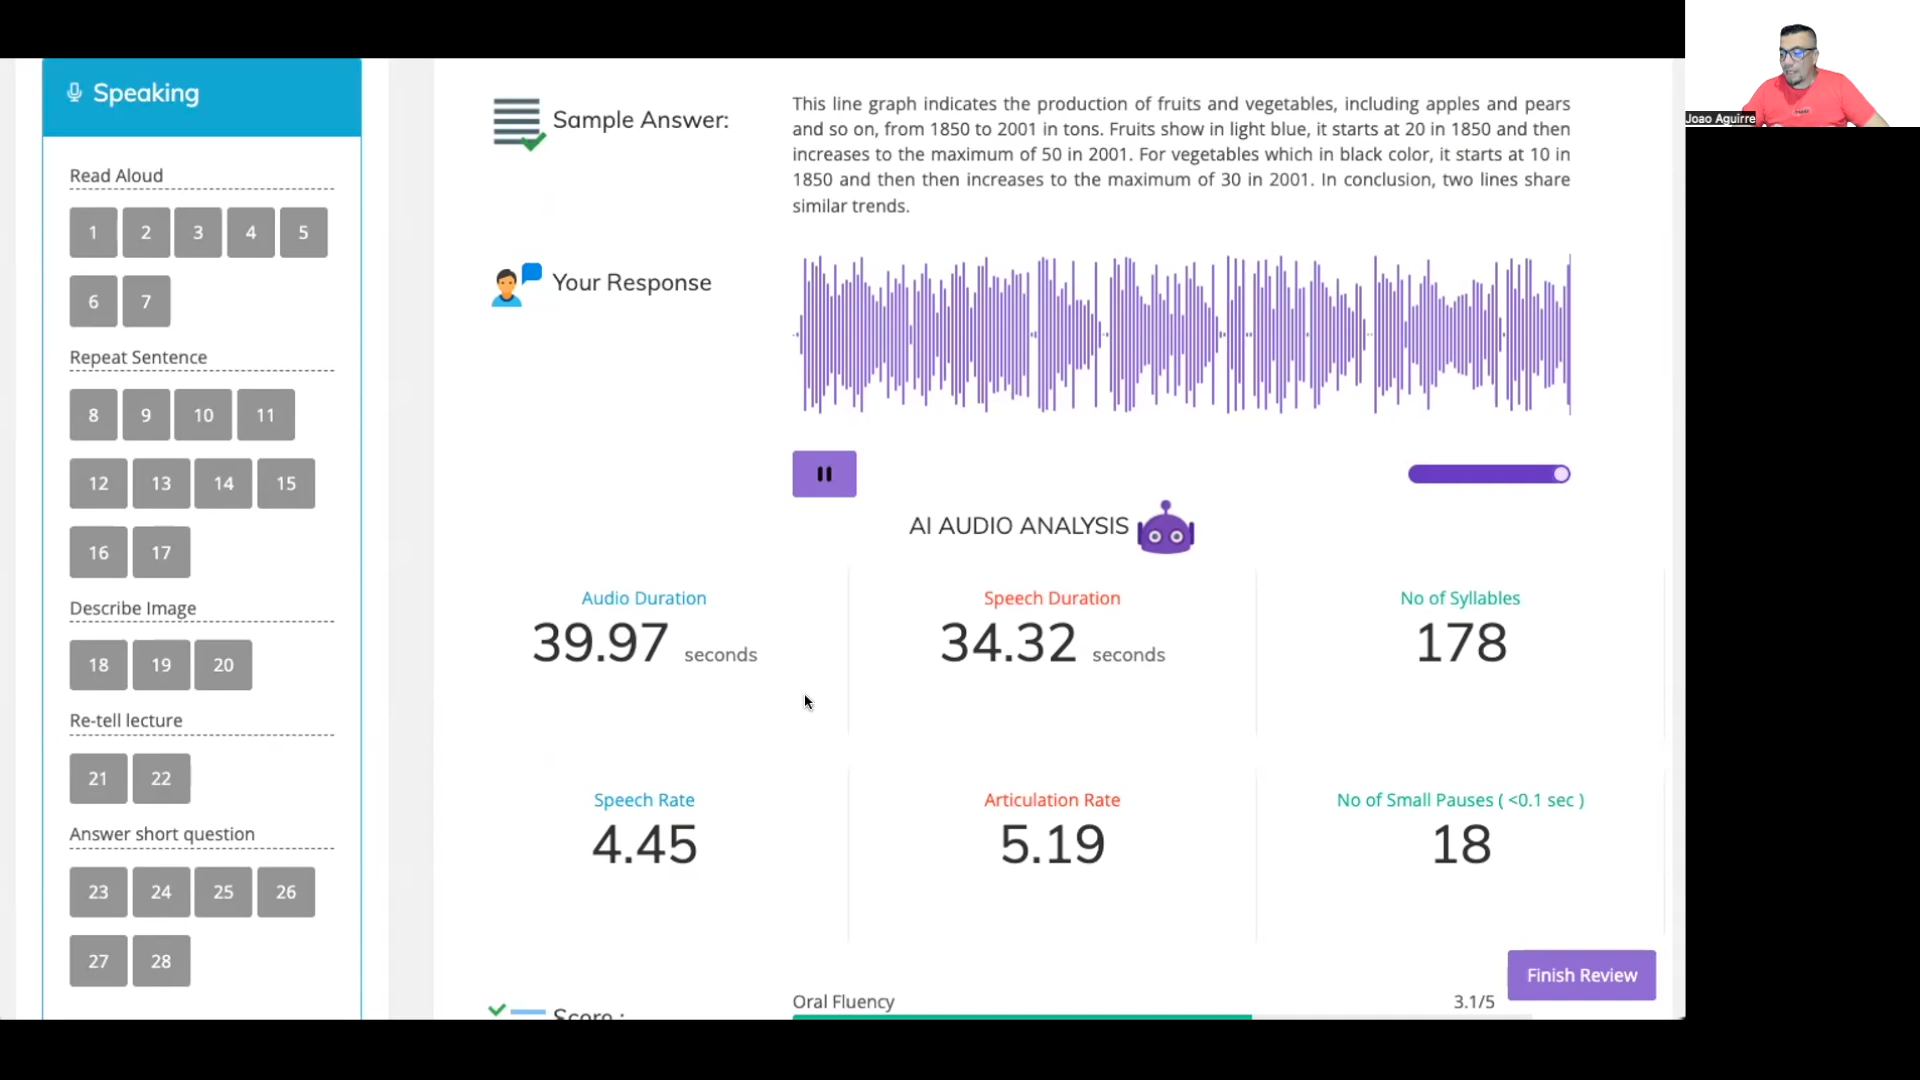 Speaking
Read Aloud
1 2 3 4 5
6 7
Repeat Sentence
8 9 10 11
12 13 14 15
16 17
Describe Image
18 19 20
Re-tell lecture
21 22
Answer short question
23 24 25 26
27 28
Sample Answer:
This line graph indicates the production of fruits and vegetables, including apples and pears
and so on, from 1850 to 2001 in tons. Fruits show in light blue, it starts at 20 in 1850 and then
increases to the maximum of 50 in 2001. For vegetables which in black color, it starts at 10 in
1850 and then then increases to the maximum of 30 in 2001. In conclusion, two lines share
similar trends.
Your Response
AI AUDIO ANALYSIS
Audio Duration
39.97 seconds
Speech Duration
34.32 seconds
No of Syllables
178
Speech Rate
4.45
Articulation Rate
5.19
No of Small Pauses ( <0.1 sec )
18
Finish Review
Score :
Oral Fluency 3.1/5
Joao Aguirre